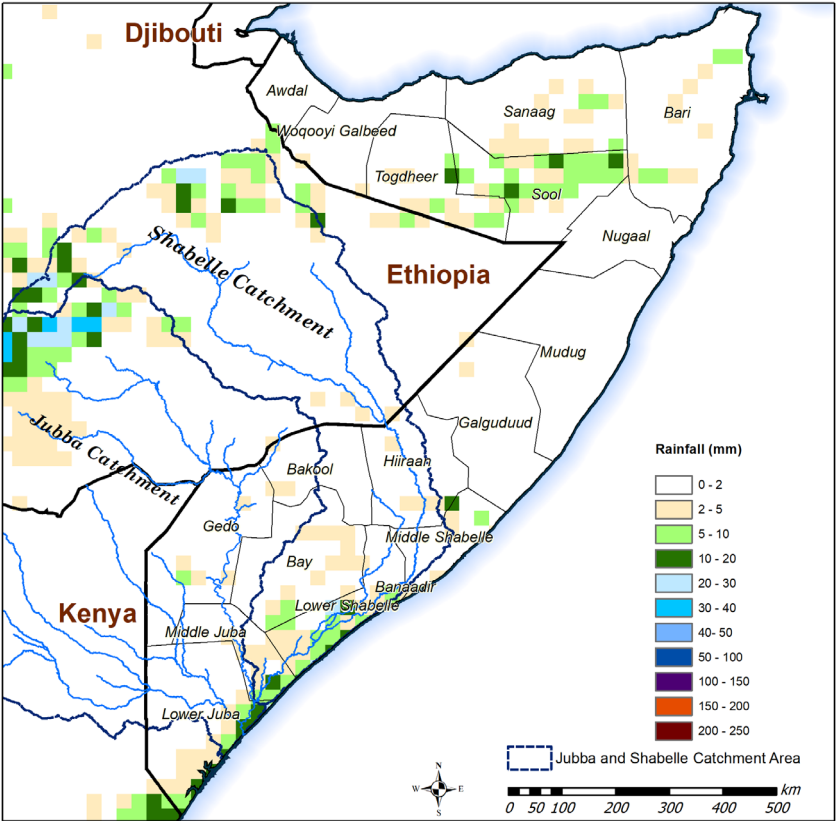 Djibouti
Awdal
Woqooyi Galbeed
Sanaag
Bari
Togdheer
Sool
Nugaal
Shabelle Catchment
Ethiopia
Mudug
Galguduud
Jubba Catchment
Bakool
Hiiraan
Gedo
Middle Shabelle
Bay
Banaadir
Lower Shabelle
Kenya
Middle Juba
Lower Juba
Rainfall (mm)
0 - 2
2 - 5
5 - 10
10 - 20
20 - 30
30 - 40
40- 50
50 - 100
100 - 150
150 - 200
200 - 250
Jubba and Shabelle Catchment Area
N
W E
S
km
0 50 100 200 300 400 500